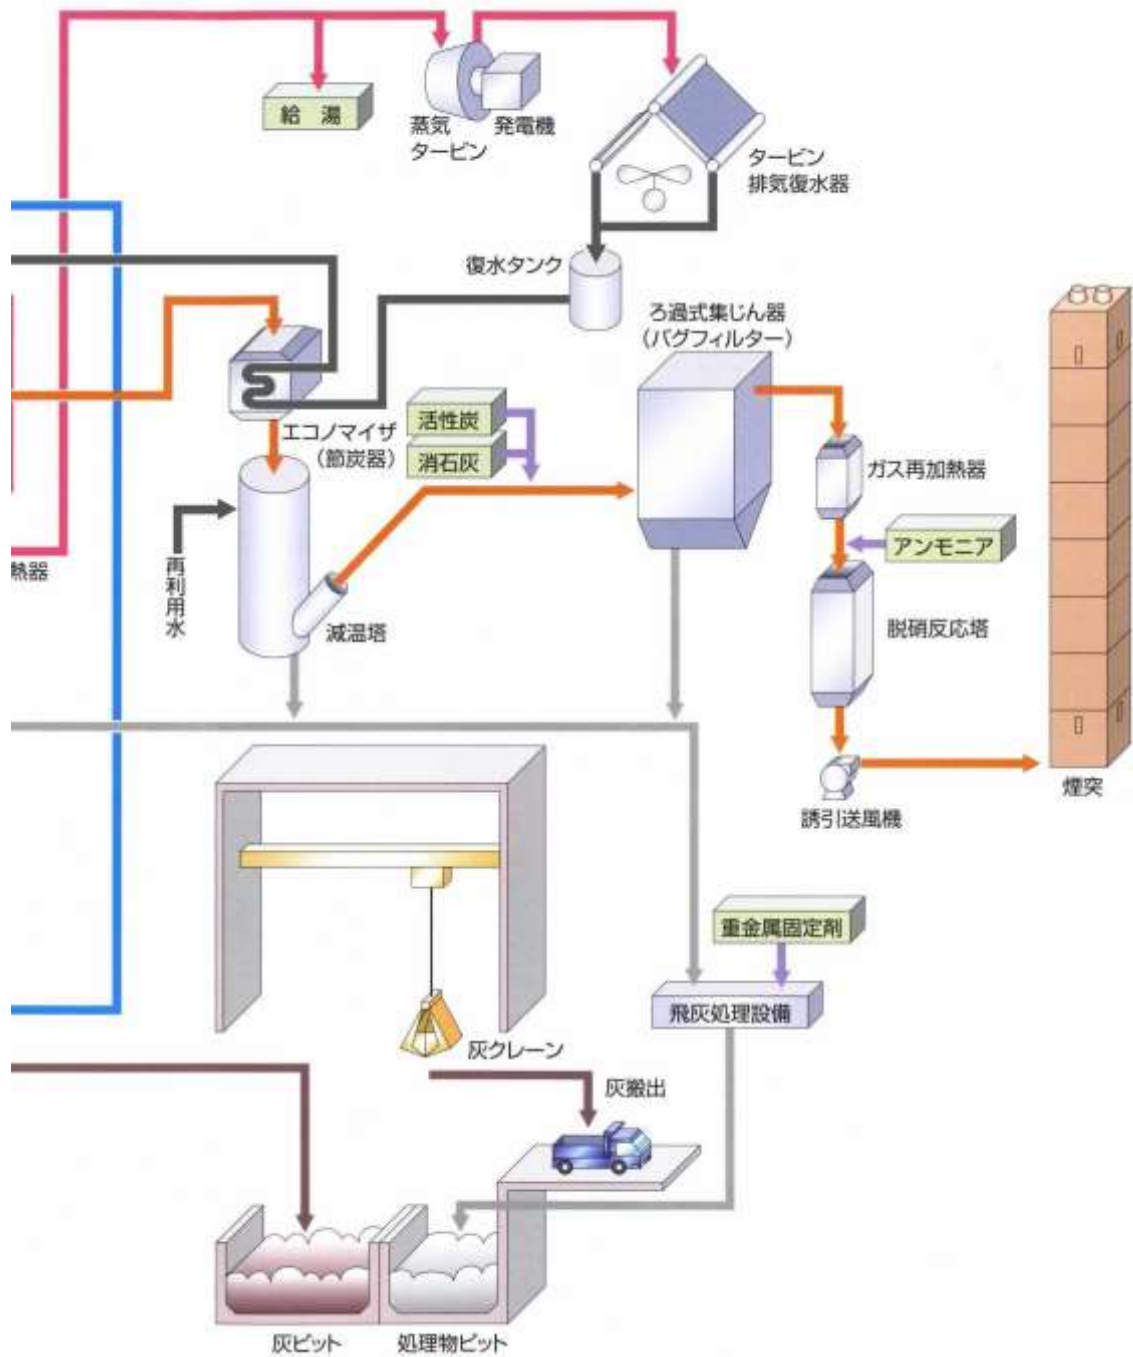 給 湯
蒸気
タービン
発電機
タービン
排気復水器
復水タンク
ろ過式集じん器
(バグフィルター)
エコノマイザ
(節炭器)
活性炭
消石灰
ガス再加熱器
アンモニア
熱器
再利用水
減温塔
脱硝反応塔
煙突
誘引送風機
重金属固定剤
飛灰処理設備
灰クレーン
灰搬出
灰ピット
処理物ピット